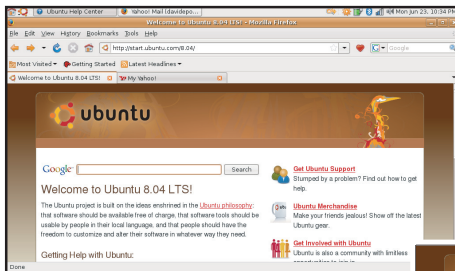 Ubuntu Help Center
Yahoo! Mail (dawidepo...
Mon Jun 23, 10:34 PM
Welcome to Ubuntu 8.04 LTS! - Mozilla Firefox
File Edit View History Bookmarks Tools Help
http://start.ubuntu.com/8.04/
Google
Most Visited Getting Started Latest Headlines
Welcome to Ubuntu 8.04 LTS!
My Yahoo!
ubuntu
Google
Search
Welcome to Ubuntu 8.04 LTS!
The Ubuntu project is built on the ideas enshrined in the Ubuntu philosophy:
that software should be available free of charge, that software tools should be
usable by people in their local language, and that people should have the
freedom to customize and alter their software in whatever way they need.
Getting Help with Ubuntu:
Get Ubuntu Support
Stumped by a problem? Find out how to get
help.
Ubuntu Merchandise
Make your friends jealous! Show off the latest
Ubuntu gear.
Get Involved with Ubuntu
Ubuntu is also a community with limitless
Done